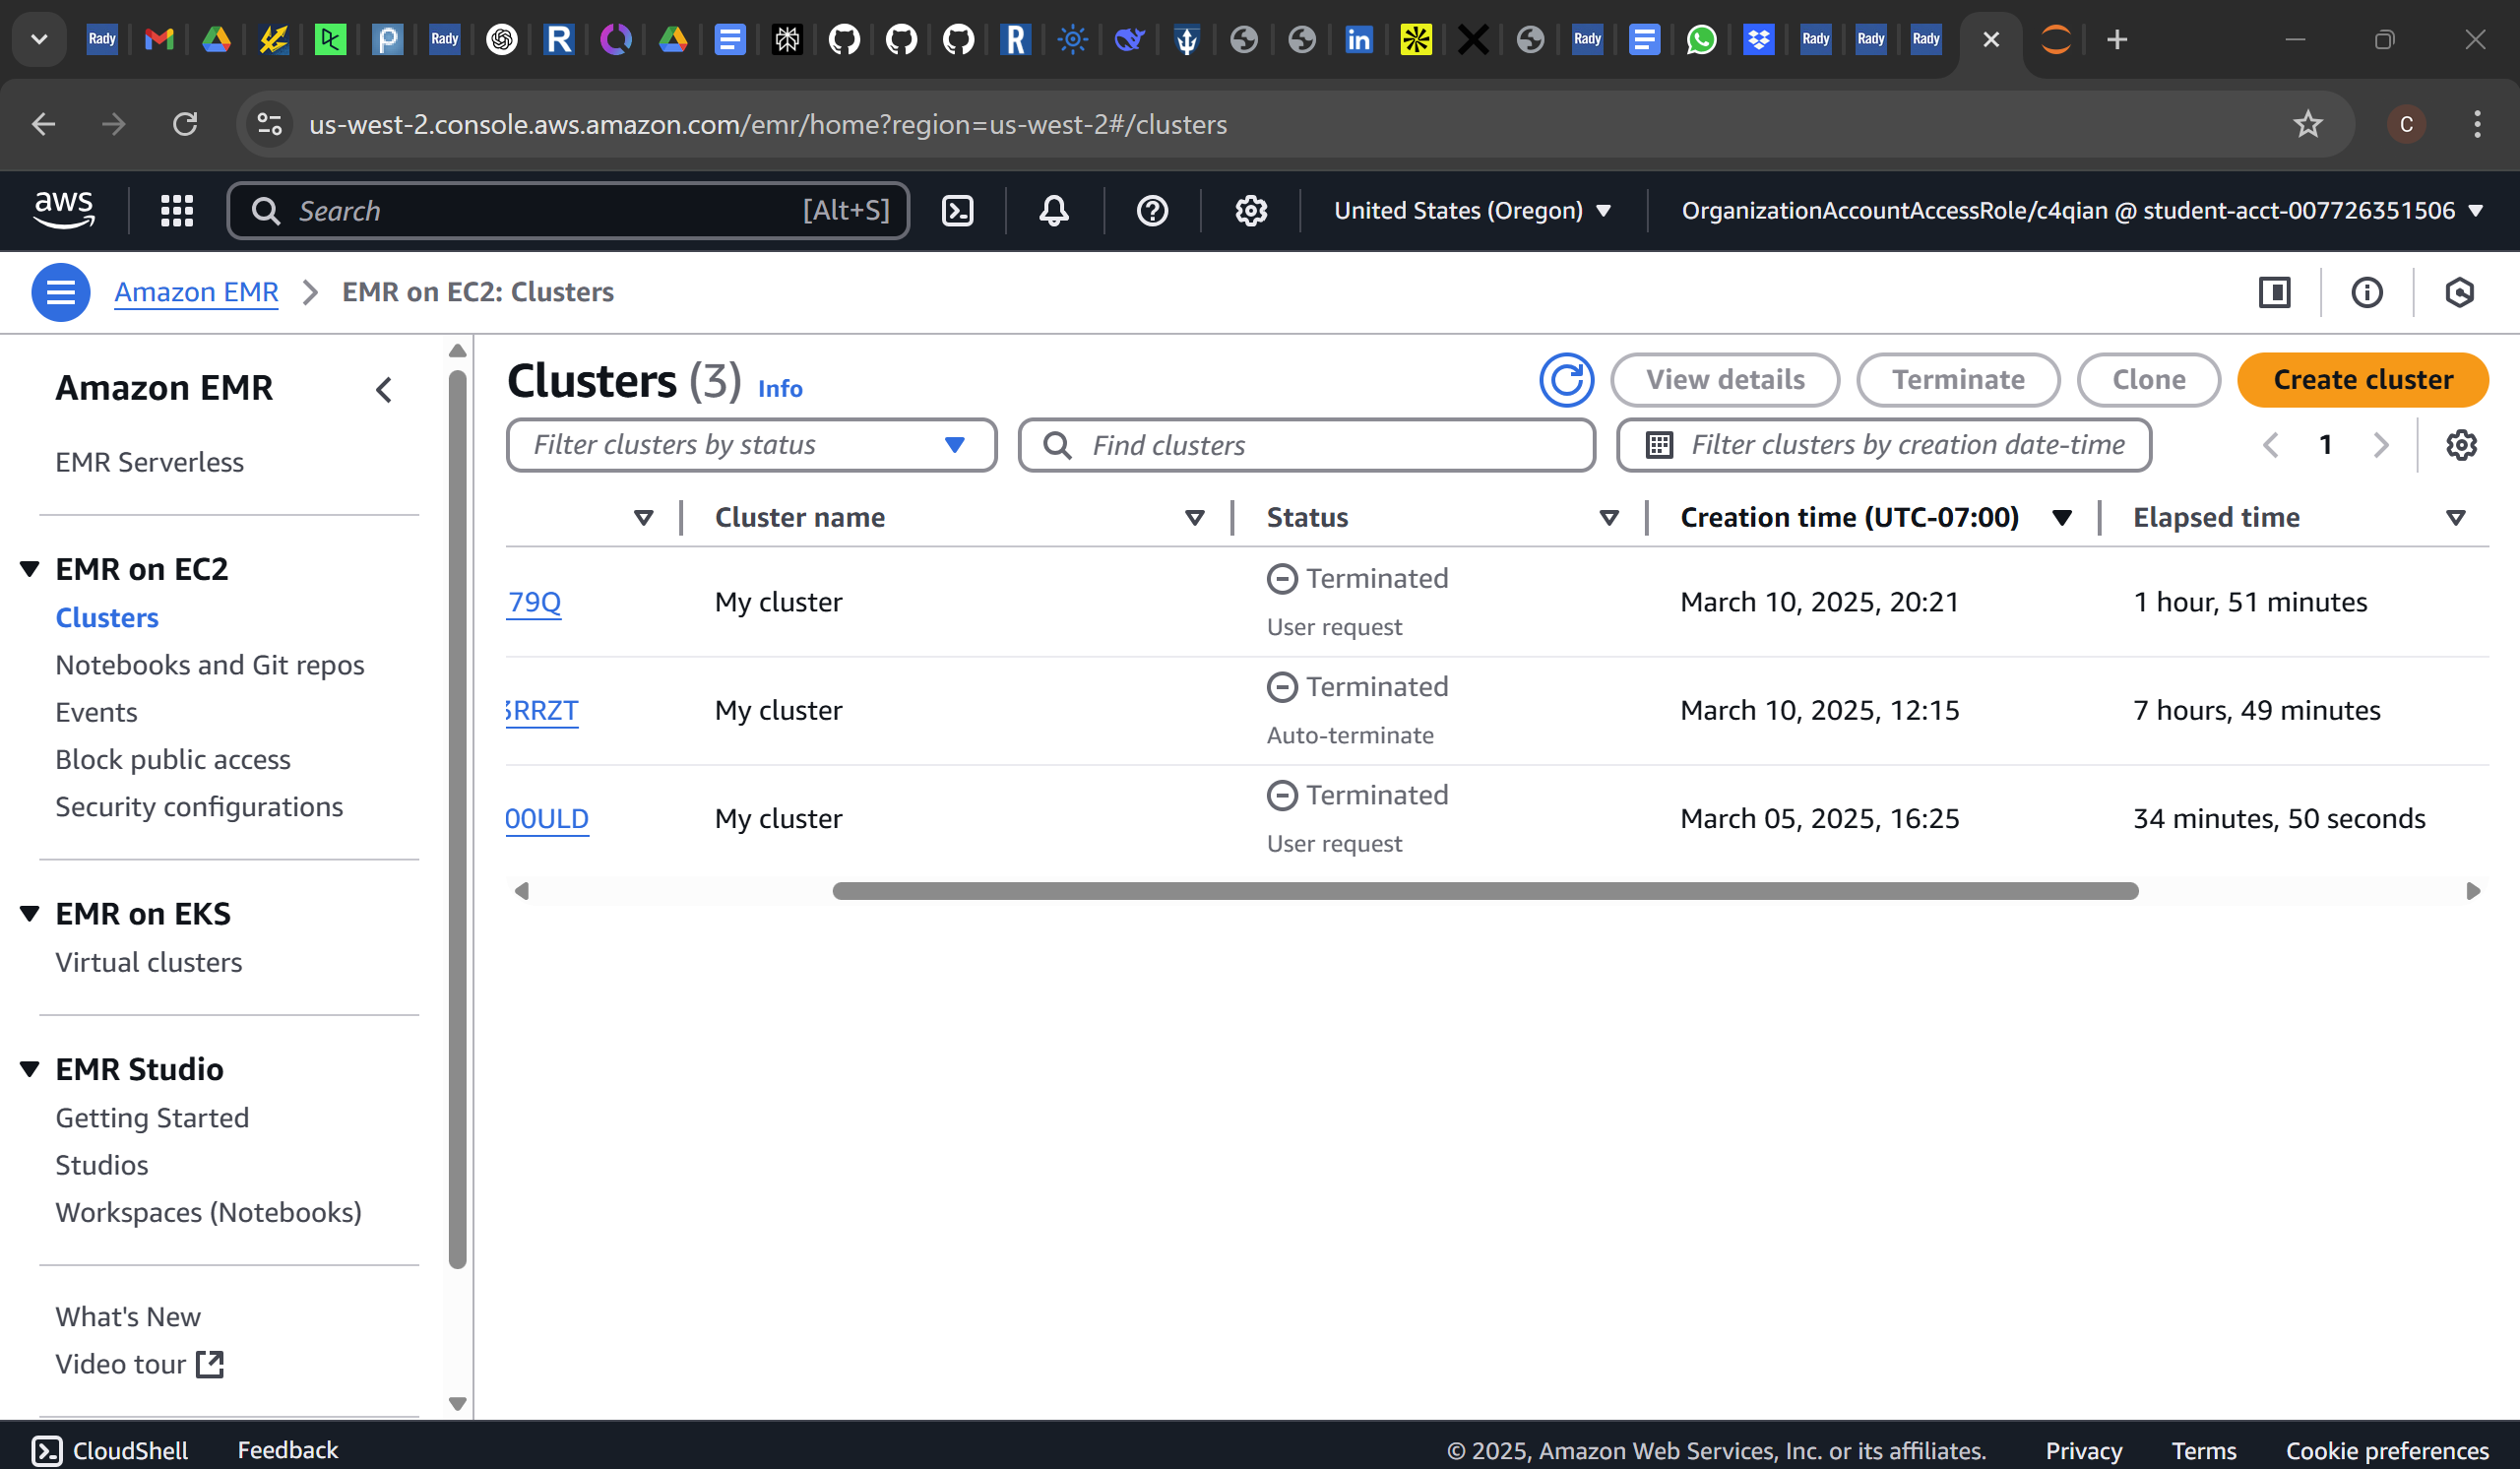 Rady
Rady
R
R
in
Rady
Rady
Rady
Rady
us-west-2.console.aws.amazon.com/emr/home?region=us-west-2#/clusters
C
aws
Search
[Alt+S]
United States (Oregon)
OrganizationAccountAccessRole/c4qian @ student-acct-007726351506
Amazon EMR
EMR on EC2: Clusters
Amazon EMR
EMR Serverless
EMR on EC2
Clusters
Notebooks and Git repos
Events
Block public access
Security configurations
EMR on EKS
Virtual clusters
EMR Studio
Getting Started
Studios
Workspaces (Notebooks)
What's New
Video tour
Clusters (3) Info
View details
Terminate
Clone
Create cluster
Filter clusters by status
Find clusters
Filter clusters by creation date-time
1
Cluster name Status Creation time (UTC-07:00) Elapsed time
79Q My cluster Terminated March 10, 2025, 20:21 1 hour, 51 minutes
User request
3RRZT My cluster Terminated March 10, 2025, 12:15 7 hours, 49 minutes
Auto-terminate
00ULD My cluster Terminated March 05, 2025, 16:25 34 minutes, 50 seconds
User request
CloudShell
Feedback
© 2025, Amazon Web Services, Inc. or its affiliates.
Privacy
Terms
Cookie preferences